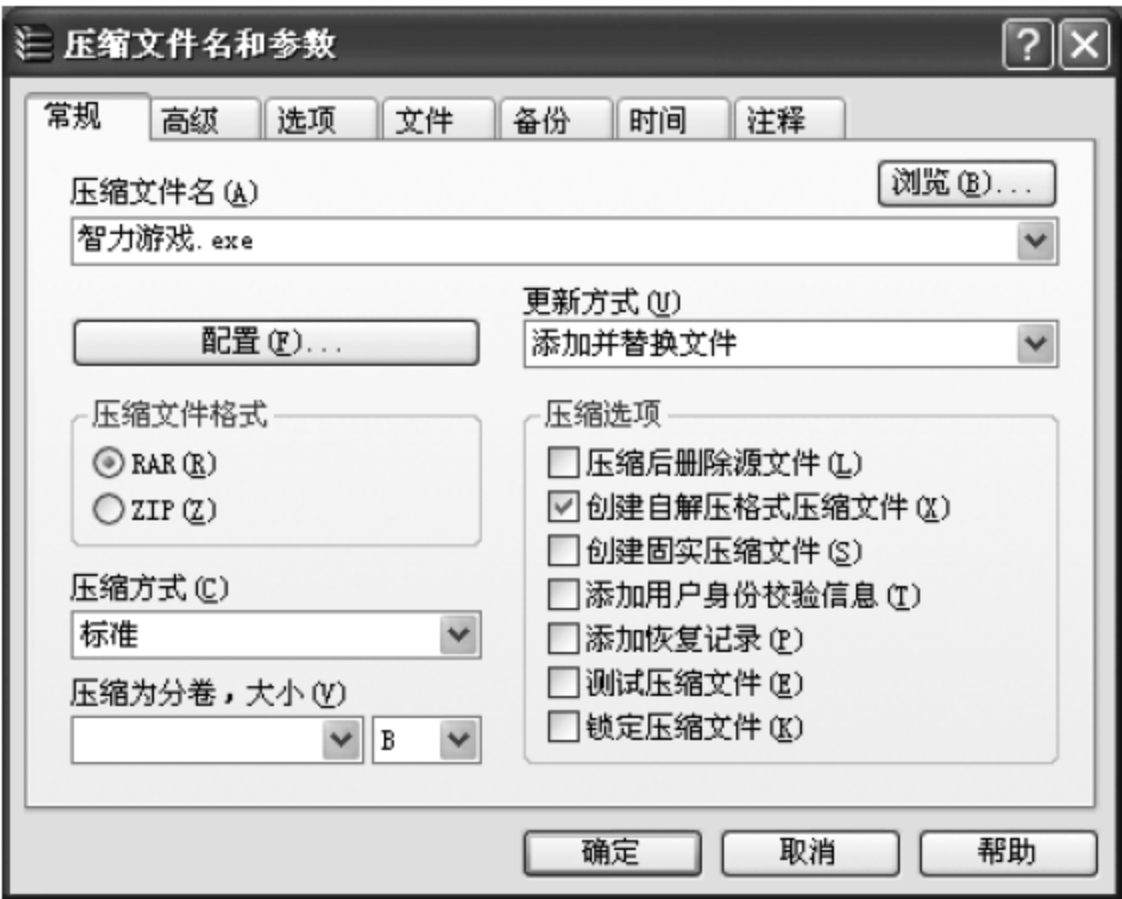 压缩文件名和参数
常规 高级 选项 文件 备份 时间 注释
压缩文件名(A)
浏览(B)...
智力游戏.exe
配置(F)...
更新方式(U)
添加并替换文件
压缩文件格式
RAR(R)
ZIP(Z)
压缩方式(C)
标准
压缩为分卷，大小(V)
B
压缩选项
压缩后删除源文件(L)
创建自解压格式压缩文件(X)
创建固实压缩文件(S)
添加用户身份校验信息(T)
添加恢复记录(P)
测试压缩文件(E)
锁定压缩文件(K)
确定 取消 帮助